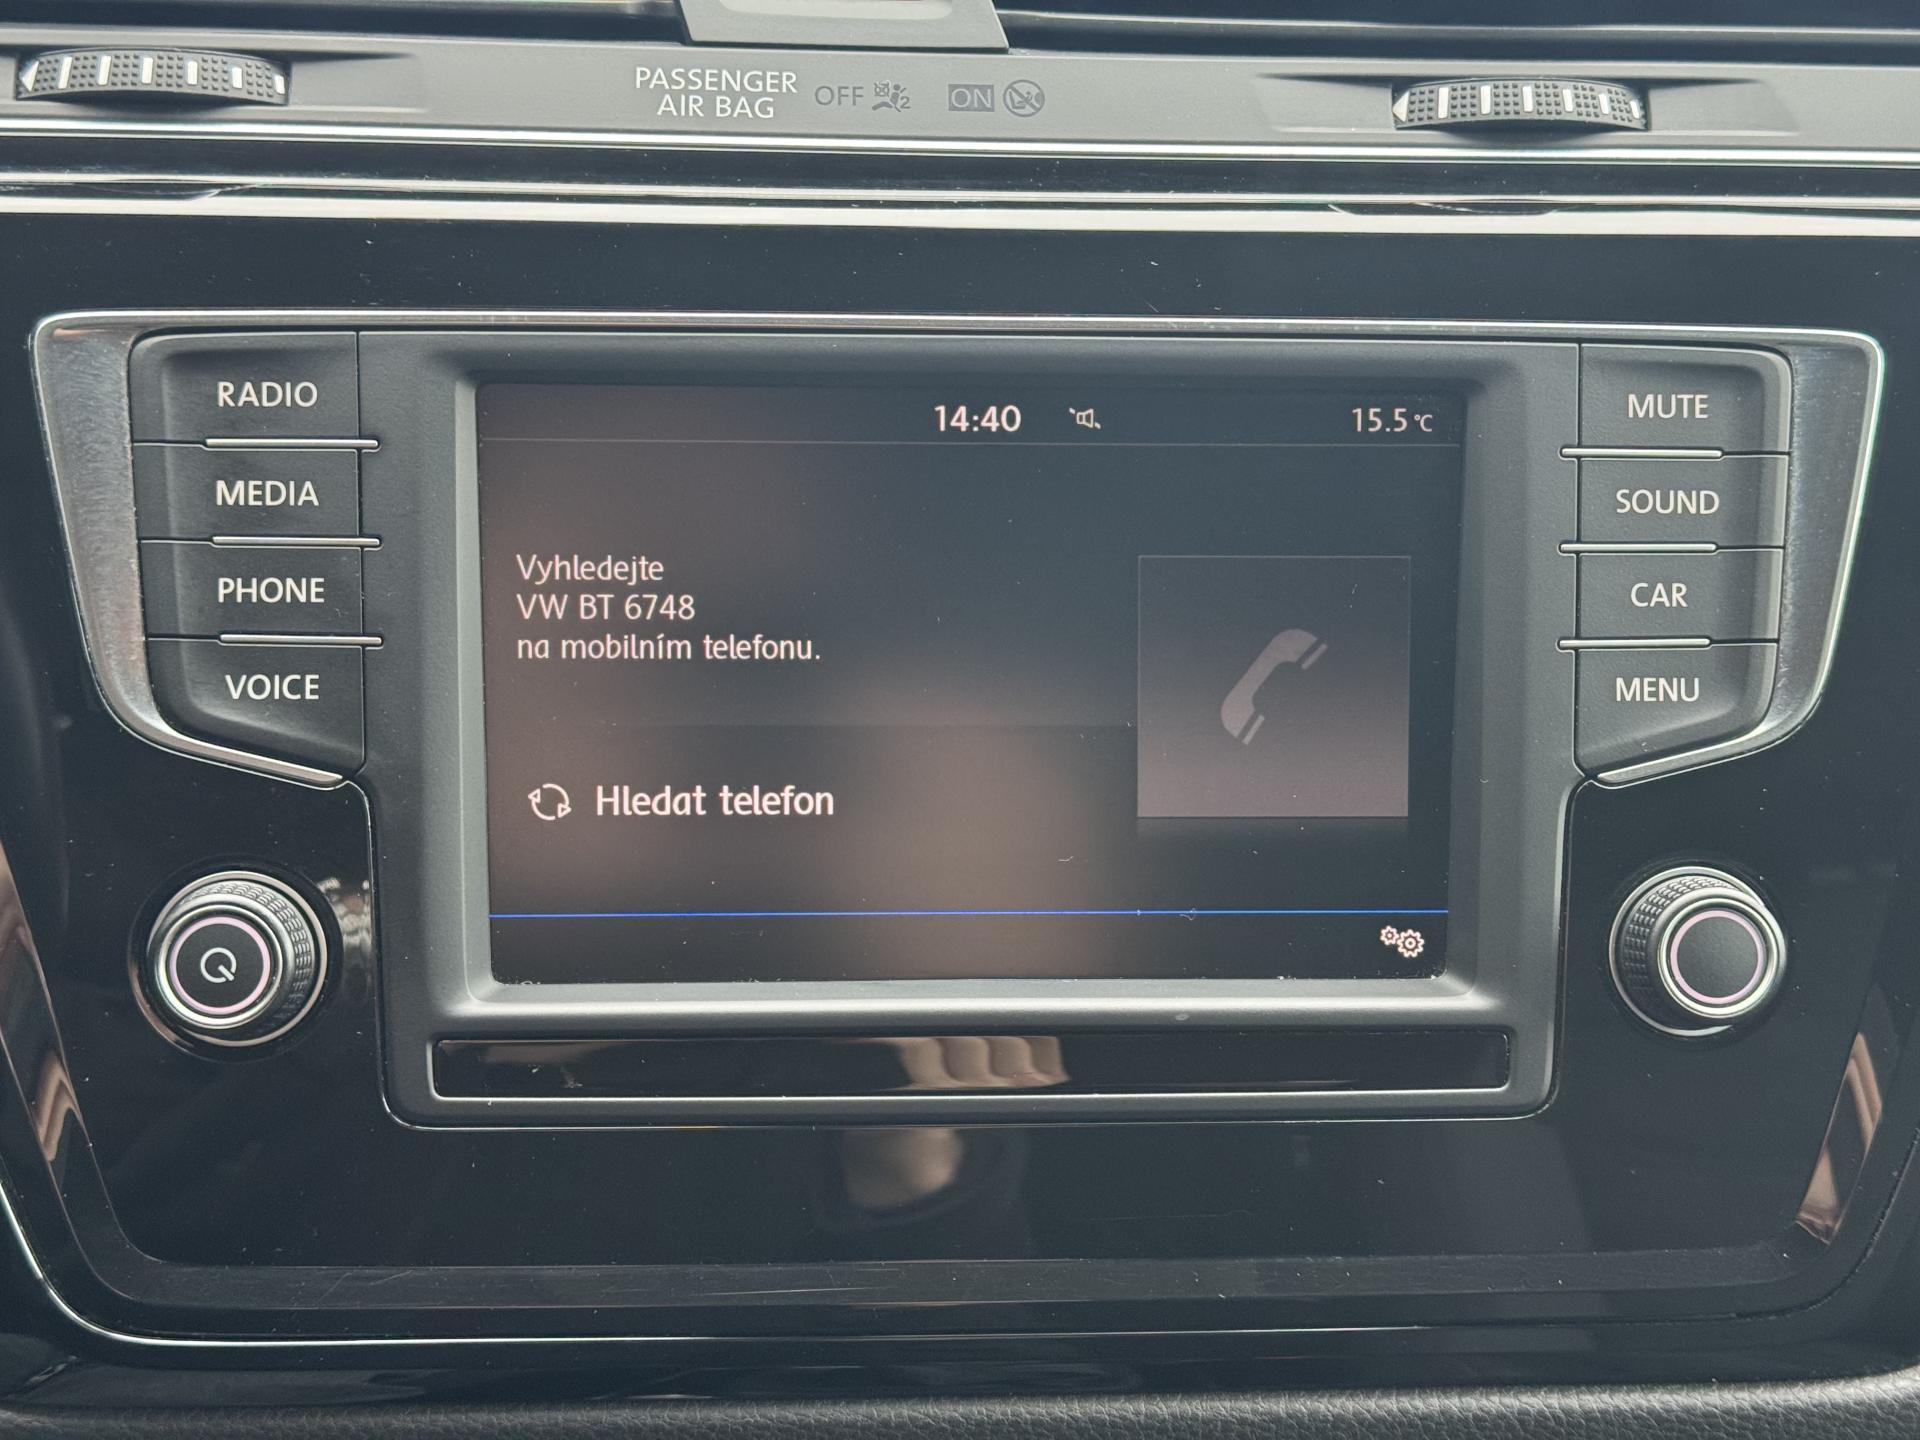 PASSENGER
AIR BAG
OFF
2
ON
RADIO
MEDIA
PHONE
VOICE
14:40
15.5 °C
Vyhledejte
VW BT 6748
na mobilním telefonu.
Hledat telefon
MUTE
SOUND
CAR
MENU